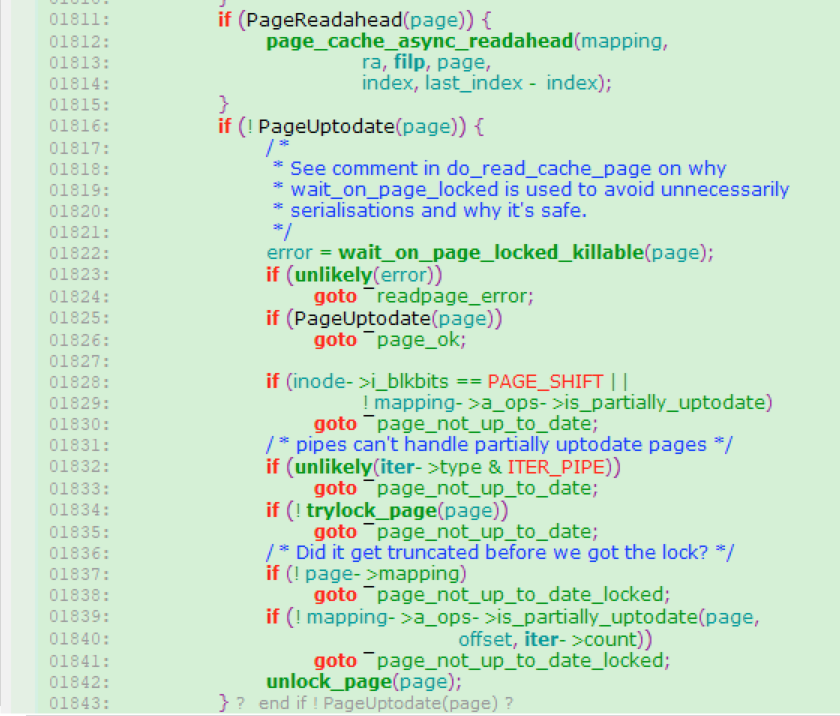 01811: if (PageReadahead(page)) {
01812: page_cache_async_readahead(mapping,
01813: ra, filp, page,
01814: index, last_index - index);
01815: }
01816: if (! PageUptodate(page)) {
01817: /*
01818: * See comment in do_read_cache_page on why
01819: * wait_on_page_locked is used to avoid unnecessarily
01820: * serialisations and why it's safe.
01821: */
01822: error = wait_on_page_locked_killable(page);
01823: if (unlikely(error))
01824: goto ¯readpage_error;
01825: if (PageUptodate(page))
01826: goto ¯page_ok;
01827:
01828: if (inode->i_blkbits == PAGE_SHIFT ||
01829: ! mapping->a_ops->is_partially_uptodate)
01830: goto ¯page_not_up_to_date;
01831: /* pipes can't handle partially uptodate pages */
01832: if (unlikely(iter->type & ITER_PIPE))
01833: goto ¯page_not_up_to_date;
01834: if (! trylock_page(page))
01835: goto ¯page_not_up_to_date;
01836: /* Did it get truncated before we got the lock? */
01837: if (! page->mapping)
01838: goto ¯page_not_up_to_date_locked;
01839: if (! mapping->a_ops->is_partially_uptodate(page,
01840: offset, iter->count))
01841: goto ¯page_not_up_to_date_locked;
01842: unlock_page(page);
01843: } ? end if ! PageUptodate(page) ?